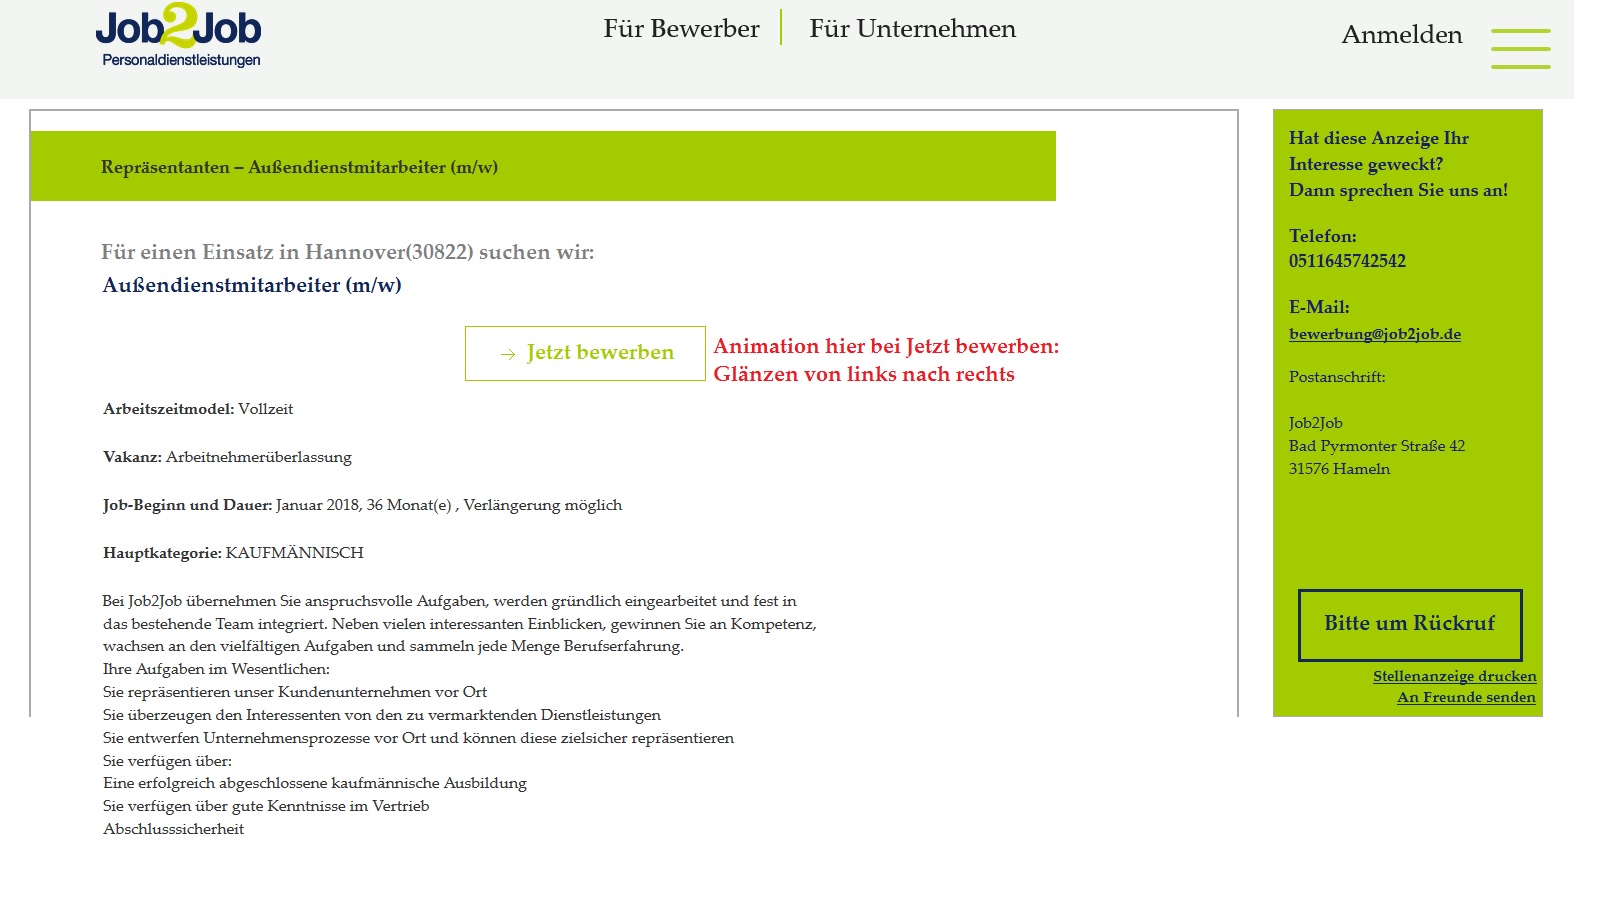 Job2Job
Personaldienstleistungen
Für Bewerber
Für Unternehmen
Anmelden
Repräsentanten – Außendienstmitarbeiter (m/w)
Für einen Einsatz in Hannover(30822) suchen wir:
Außendienstmitarbeiter (m/w)
→ Jetzt bewerben
Animation hier bei Jetzt bewerben:
Glänzen von links nach rechts
Arbeitszeitmodel: Vollzeit
Vakanz: Arbeitnehmerüberlassung
Job-Beginn und Dauer: Januar 2018, 36 Monat(e) , Verlängerung möglich
Hauptkategorie: KAUFMÄNNISCH
Bei Job2Job übernehmen Sie anspruchsvolle Aufgaben, werden gründlich eingearbeitet und fest in
das bestehende Team integriert. Neben vielen interessanten Einblicken, gewinnen Sie an Kompetenz,
wachsen an den vielfältigen Aufgaben und sammeln jede Menge Berufserfahrung.
Ihre Aufgaben im Wesentlichen:
Sie repräsentieren unser Kundenunternehmen vor Ort
Sie überzeugen den Interessenten von den zu vermarktenden Dienstleistungen
Sie entwerfen Unternehmensprozesse vor Ort und können diese zielsicher repräsentieren
Sie verfügen über:
Eine erfolgreich abgeschlossene kaufmännische Ausbildung
Sie verfügen über gute Kenntnisse im Vertrieb
Abschlusssicherheit
Hat diese Anzeige Ihr
Interesse geweckt?
Dann sprechen Sie uns an!
Telefon:
0511645742542
E-Mail:
bewerbung@job2job.de
Postanschrift:
Job2Job
Bad Pyrmonter Straße 42
31576 Hameln
Bitte um Rückruf
Stellenanzeige drucken
An Freunde senden